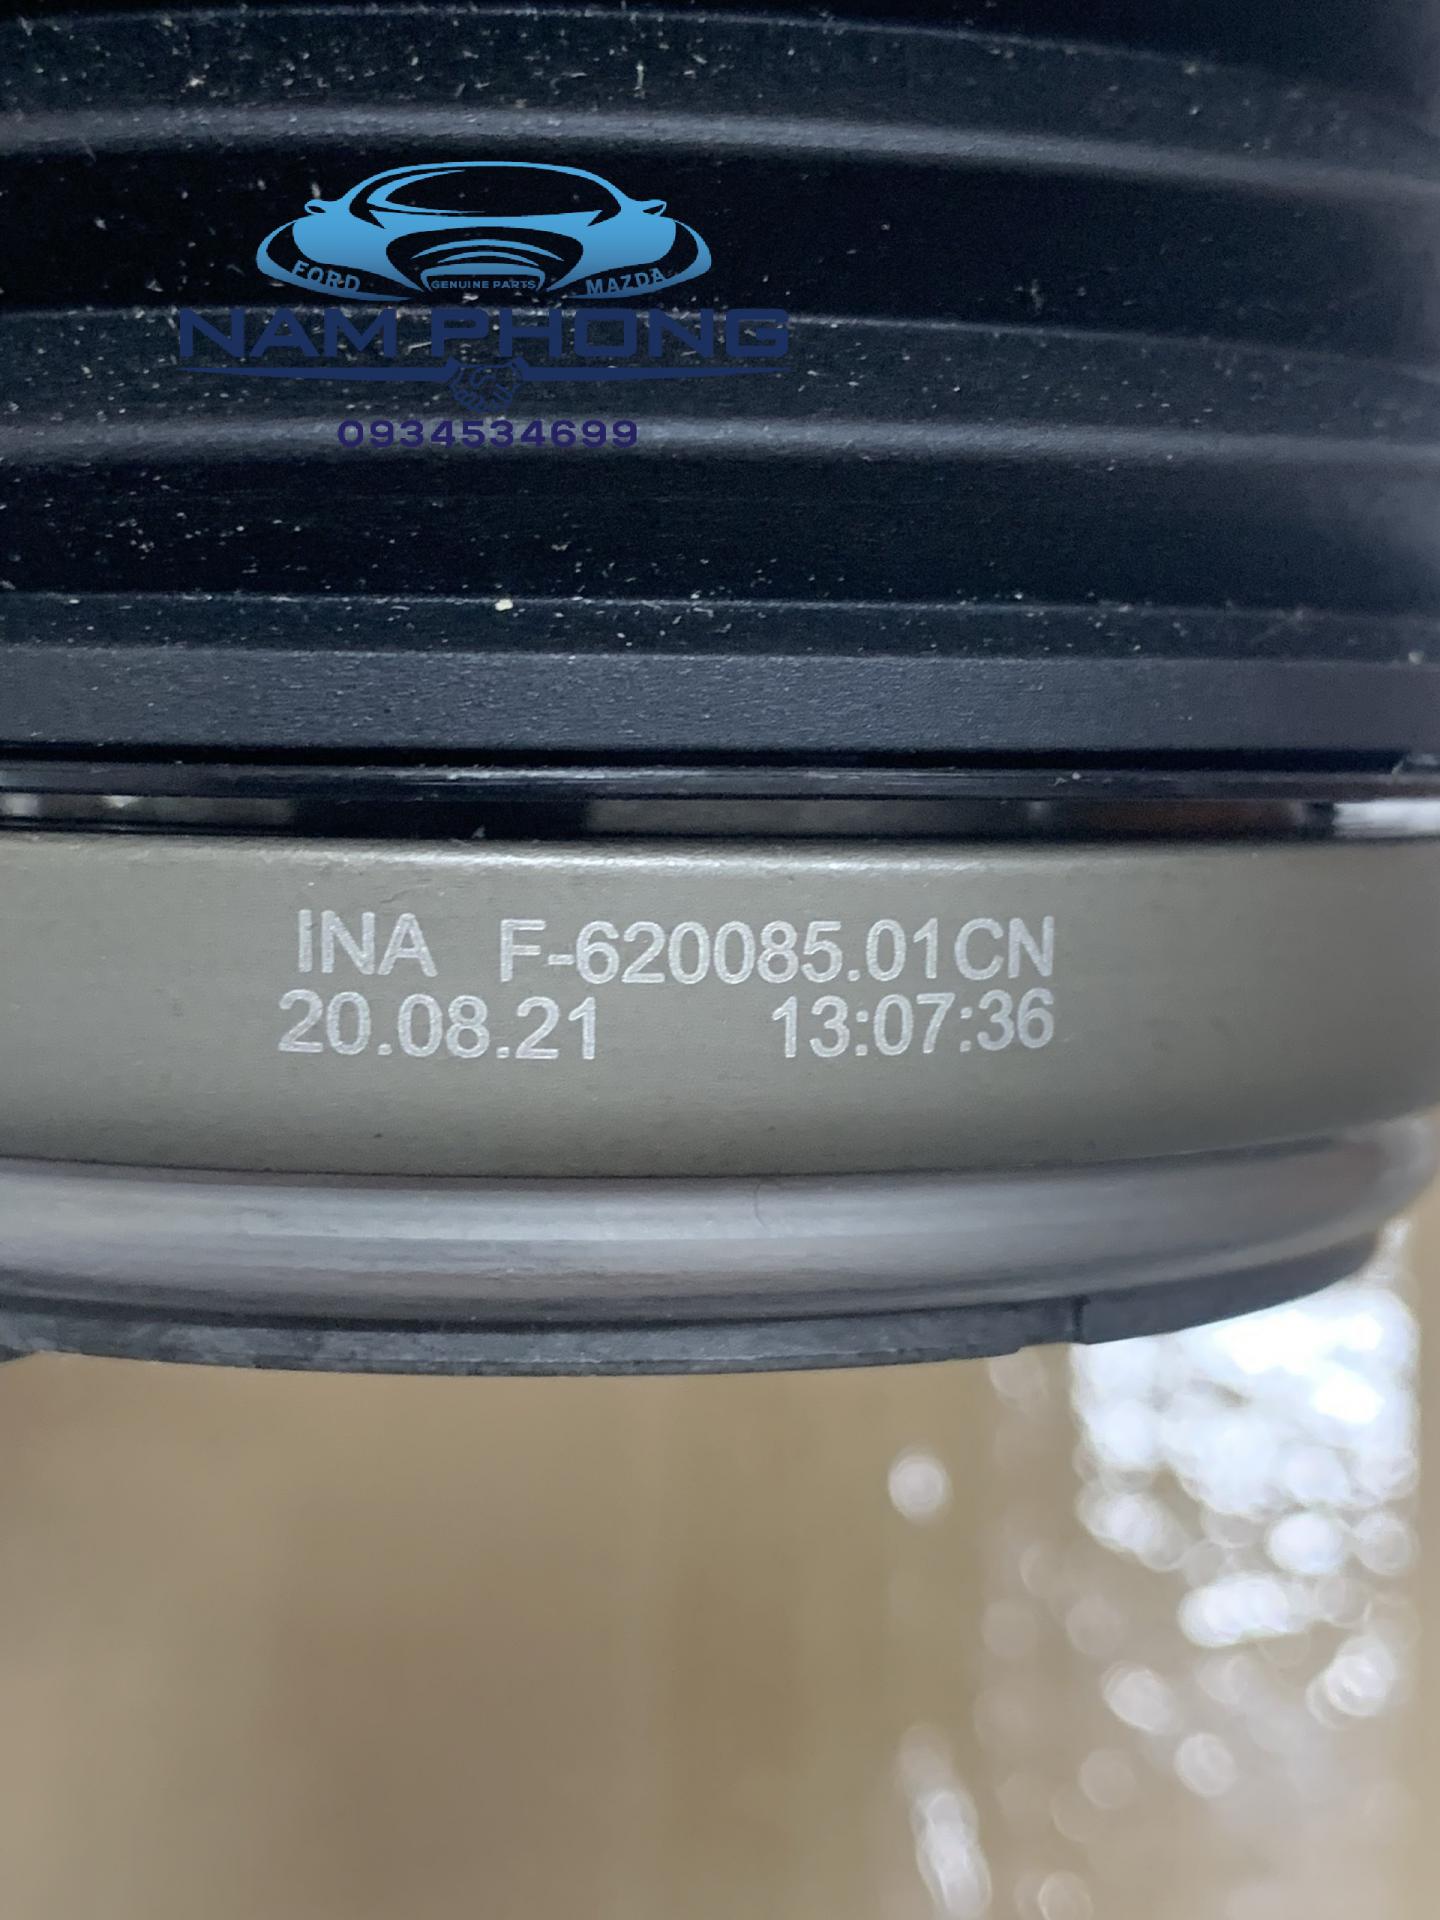 FORD
GENUINE PARTS
MAZDA
NAM PHONG
0934534699
INA F-620085.01CN
20.08.21 13:07:36